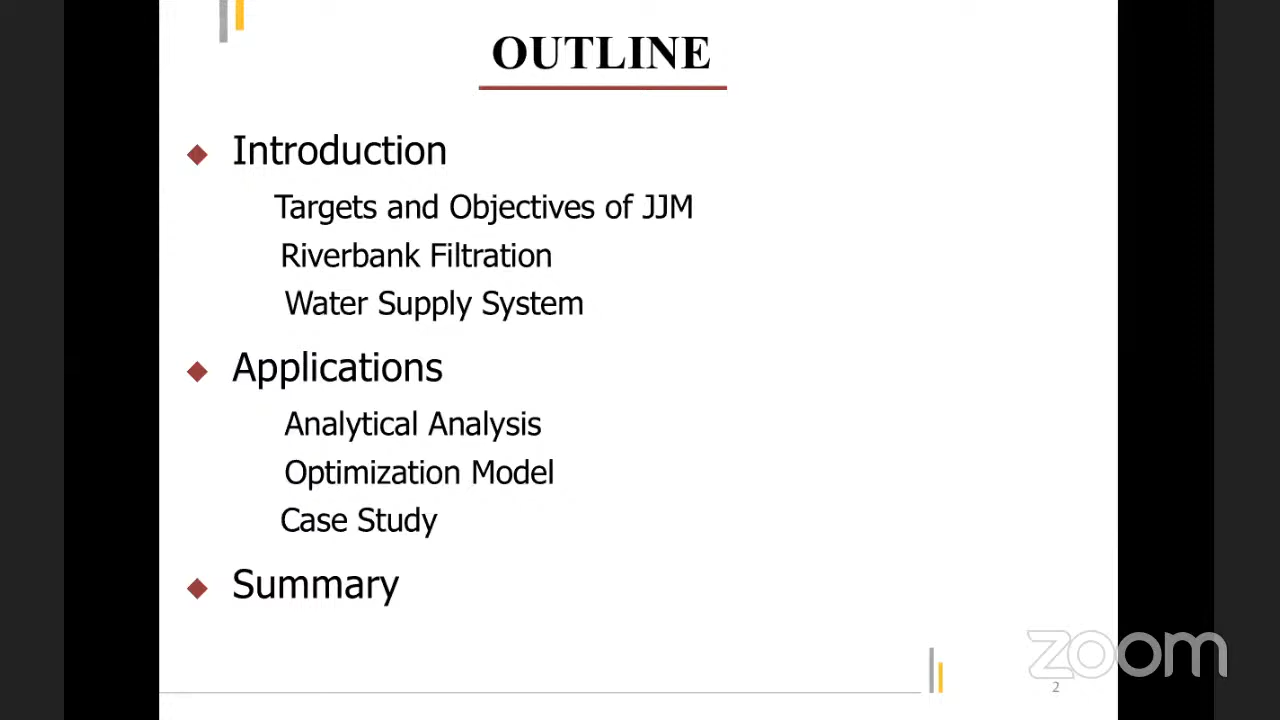 OUTLINE
Introduction
Targets and Objectives of JJM
Riverbank Filtration
Water Supply System
Applications
Analytical Analysis
Optimization Model
Case Study
Summary
zoom
2